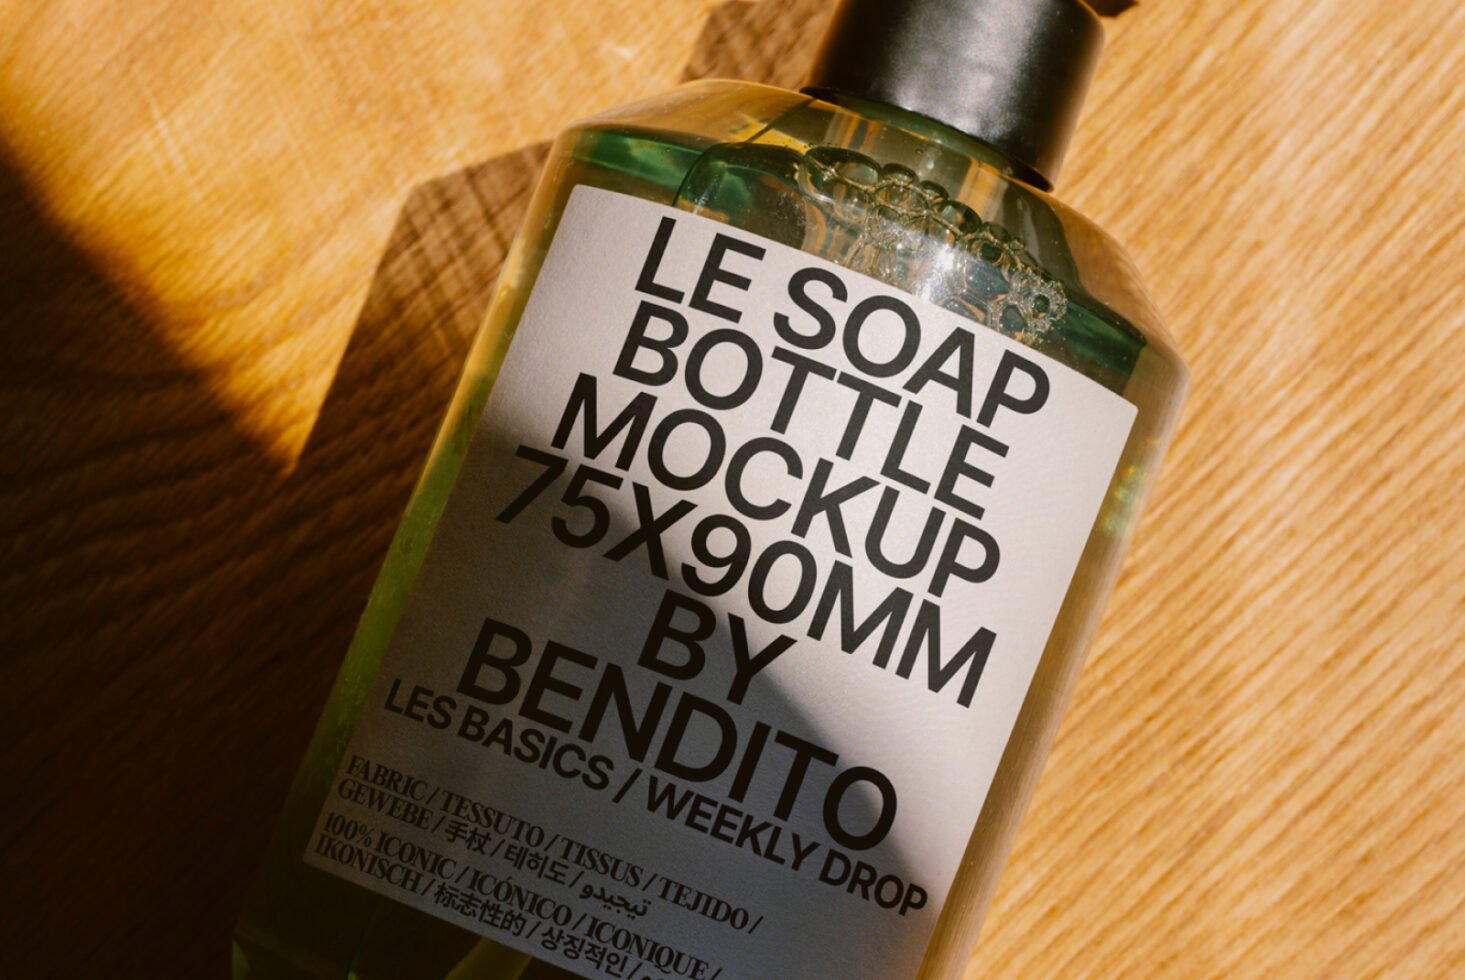 LE SOAP
BOTTLE
MOCKUP
75X90MM
BY
BENDITO
LES BASICS / WEEKLY DROP
FABRIC / TESSUTO / TISSUS / TEJIDO /
GEWEBE / 手杖 / 테히도 / تيجيدو
100% ICONIC / ICÓNICO / ICONIQUE /
IKONISCH / 标志性的 / 상징적인 /